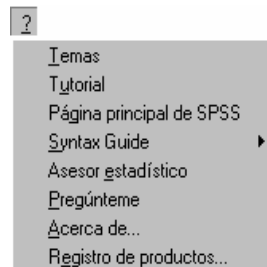 ?
Temas
Tutorial
Página principal de SPSS
Syntax Guide
Asesor estadístico
Pregúnteme
Acerca de...
Registro de productos...